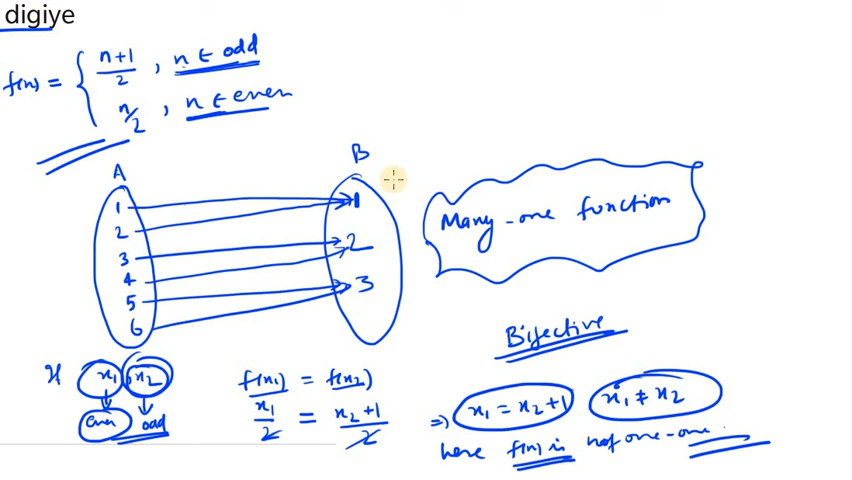 digiye
f(n) = { n+1/2 , n ∈ odd
n/2 , n ∈ even
A B
1 1
2
3 2
4
5 3
6
Many-one function
Bijective
If x1, x2 f(x1) = f(x2)
even odd x1/2 = x2+1/2
⇒ x1 = x2+1 x1 ≠ x2
here f(n) is not one-one